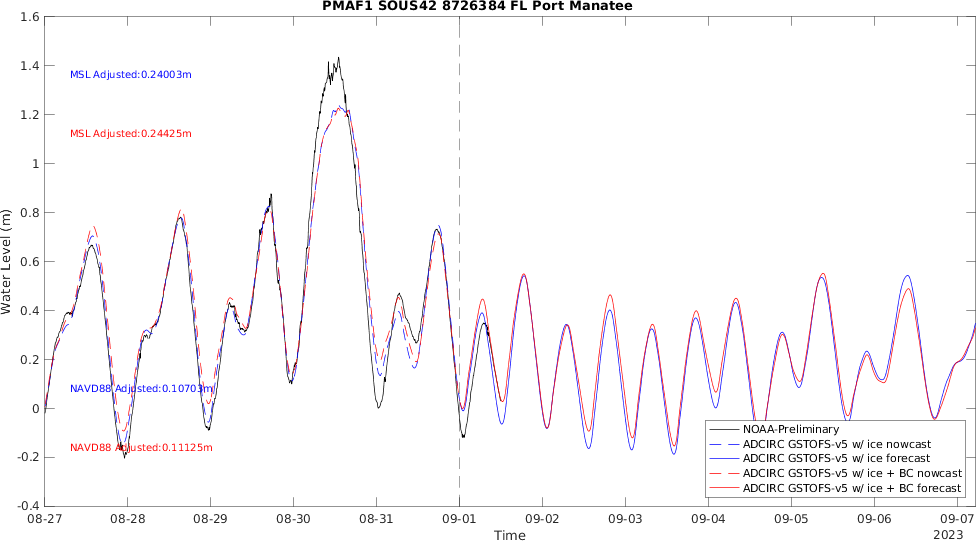 PMAF1 SOUS42 8726384 FL Port Manatee
1.6
1.4
1.2
1
0.8
0.6
0.4
0.2
0
-0.2
-0.4
Water Level (m)
MSL Adjusted:0.24003m
MSL Adjusted:0.24425m
NAVD88 Adjusted:0.10703m
NAVD88 Adjusted:0.11125m
NOAA-Preliminary
ADCIRC GSTOFS-v5 w/ ice nowcast
ADCIRC GSTOFS-v5 w/ ice forecast
ADCIRC GSTOFS-v5 w/ ice + BC nowcast
ADCIRC GSTOFS-v5 w/ ice + BC forecast
08-27 08-28 08-29 08-30 08-31 09-01 09-02 09-03 09-04 09-05 09-06 09-07
Time
2023